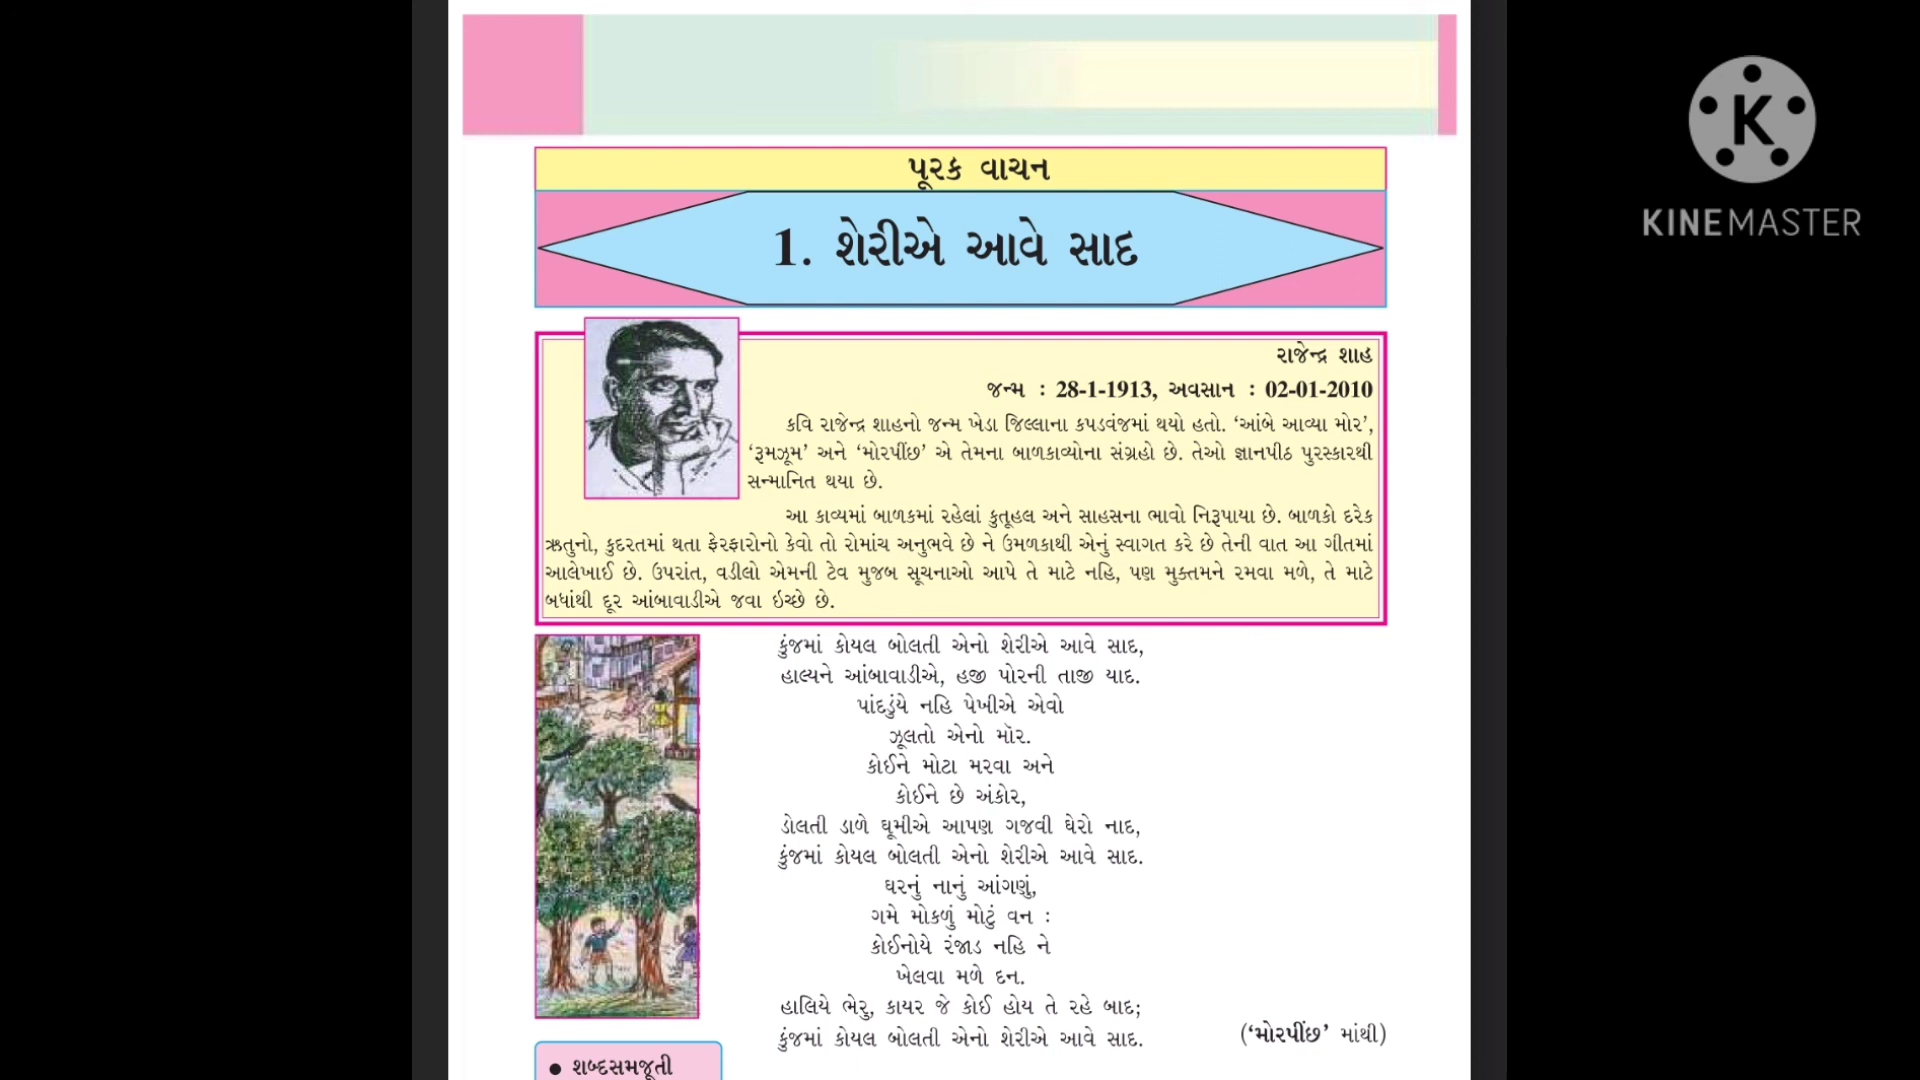 પૂરક વાચન
1. શેરીએ આવે સાદ
રાજેન્દ્ર શાહ
જન્મ : 28-1-1913, અવસાન : 02-01-2010
કવિ રાજેન્દ્ર શાહનો જન્મ ખેડા જિલ્લાના કપડવંજમાં થયો હતો. ‘આંબે આવ્યા મોર’,
‘રૂમઝૂમ’ અને ‘મોરપીંછ’ એ તેમના બાળકાવ્યોના સંગ્રહો છે. તેઓ જ્ઞાનપીઠ પુરસ્કારથી
સન્માનિત થયા છે.
આ કાવ્યમાં બાળકમાં રહેલાં કુતૂહલ અને સાહસના ભાવો નિરૂપાયા છે. બાળકો દરેક
ઋતુનો, કુદરતમાં થતા ફેરફારોનો કેવો તો રોમાંચ અનુભવે છે ને ઉમળકાથી એનું સ્વાગત કરે છે તેની વાત આ ગીતમાં
આલેખાઈ છે. ઉપરાંત, વડીલો એમની ટેવ મુજબ સૂચનાઓ આપે તે માટે નહિ, પણ મુક્તમને રમવા મળે, તે માટે
બધાંથી દૂર આંબાવાડીએ જવા ઇચ્છે છે.
કુંજમાં કોયલ બોલતી એનો શેરીએ આવે સાદ,
હાલ્યને આંબાવાડીએ, હજી પોરની તાજી યાદ.
પાંદડુંયે નહિ પેખીએ એવો
ઝૂલતો એનો મૉર.
કોઈને મોટા મરવા અને
કોઈને છે અંકોર,
ડોલતી ડાળે ઘૂમીએ આપણ ગજવી ઘેરો નાદ,
કુંજમાં કોયલ બોલતી એનો શેરીએ આવે સાદ.
ઘરનું નાનું આંગણું,
ગમે મોકળું મોટું વન :
કોઈનોયે રંજાડ નહિ ને
ખેલવા મળે દન.
હાલિયે ભેરુ, કાયર જે કોઈ હોય તે રહે બાદ;
કુંજમાં કોયલ બોલતી એનો શેરીએ આવે સાદ.
(‘મોરપીંછ’ માંથી)
• શબ્દસમજૂતી
K
KINEMASTER